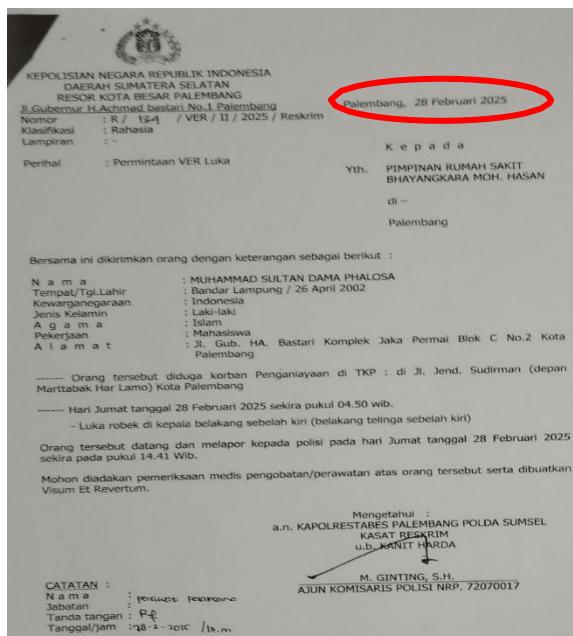 KEPOLISIAN NEGARA REPUBLIK INDONESIA
DAERAH SUMATERA SELATAN
RESOR KOTA BESAR PALEMBANG
Jl.Gubernur H.Achmad bastari No.1 Palembang
Palembang, 28 Februari 2025
Nomor : R / 134 / VER / II / 2025 / Reskrim
Klasifikasi : Rahasia
Lampiran : -
Perihal : Permintaan VER Luka
K e p a d a
Yth. PIMPINAN RUMAH SAKIT
BHAYANGKARA MOH. HASAN
di –
Palembang
Bersama ini dikirimkan orang dengan keterangan sebagai berikut :
N a m a : MUHAMMAD SULTAN DAMA PHALOSA
Tempat/Tgl.Lahir : Bandar Lampung / 26 April 2002
Kewarganegaraan : Indonesia
Jenis Kelamin : Laki-laki
A g a m a : Islam
Pekerjaan : Mahasiswa
A l a m a t : Jl. Gub. HA. Bastari Komplek Jaka Permai Blok C No.2 Kota
Palembang
------ Orang tersebut diduga korban Penganiayaan di TKP : di Jl. Jend. Sudirman (depan
Marttabak Har Lamo) Kota Palembang
------ Hari Jumat tanggal 28 Februari 2025 sekira pukul 04.50 wib.
- Luka robek di kepala belakang sebelah kiri (belakang telinga sebelah kiri)
Orang tersebut datang dan melapor kepada polisi pada hari Jumat tanggal 28 Februari 2025
sekira pada pukul 14.41 Wib.
Mohon diadakan pemeriksaan medis pengobatan/perawatan atas orang tersebut serta dibuatkan
Visum Et Revertum.
Mengetahui :
a.n. KAPOLRESTABES PALEMBANG POLDA SUMSEL
KASAT RESKRIM
u.b. KANIT HARDA
M. GINTING, S.H.
AJUN KOMISARIS POLISI NRP. 72070017
CATATAN :
N a m a :
Jabatan :
Tanda tangan :
Tanggal/jam : 28-2-2025